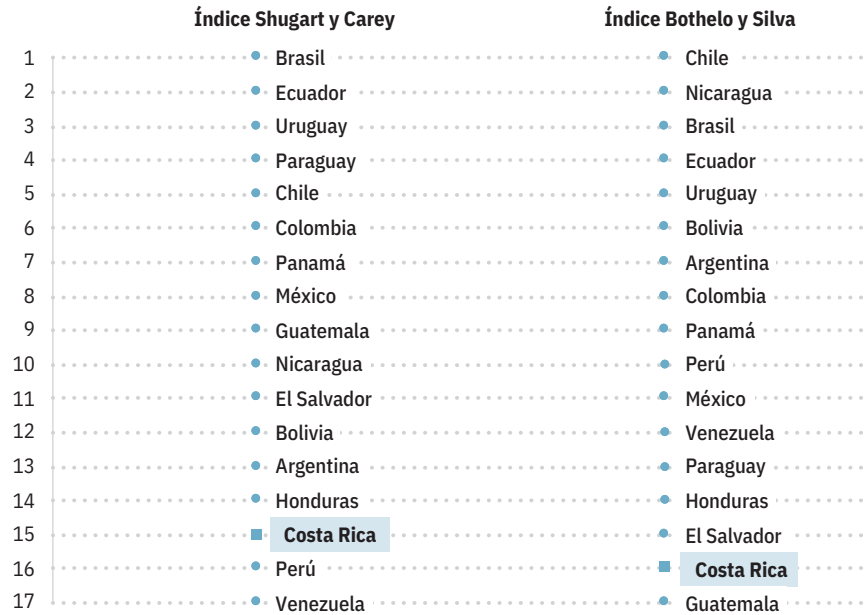 Índice Shugart y Carey Índice Bothelo y Silva
1 Brasil Chile
2 Ecuador Nicaragua
3 Uruguay Brasil
4 Paraguay Ecuador
5 Chile Uruguay
6 Colombia Bolivia
7 Panamá Argentina
8 México Colombia
9 Guatemala Panamá
10 Nicaragua Perú
11 El Salvador México
12 Bolivia Venezuela
13 Argentina Paraguay
14 Honduras Honduras
15 Costa Rica El Salvador
16 Perú Costa Rica
17 Venezuela Guatemala